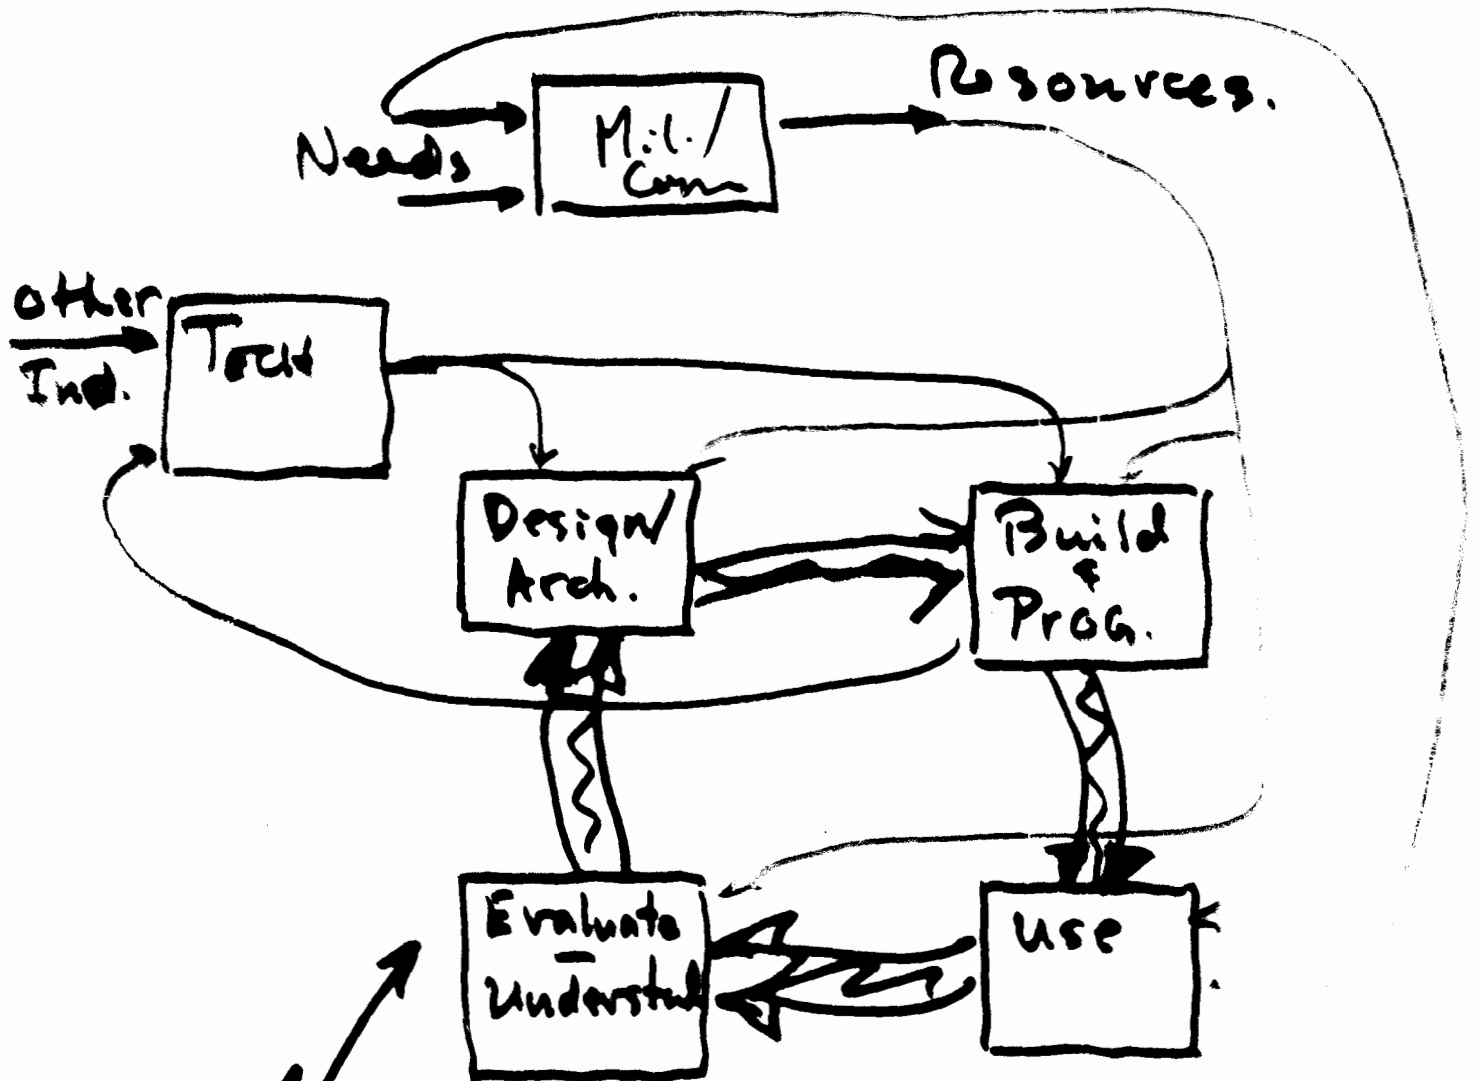 Resources.
Needs
Mil./
Com
other
Ind.
Tech
Design/
Arch.
Build
&
Prog.
Evaluate
-
Understand
use